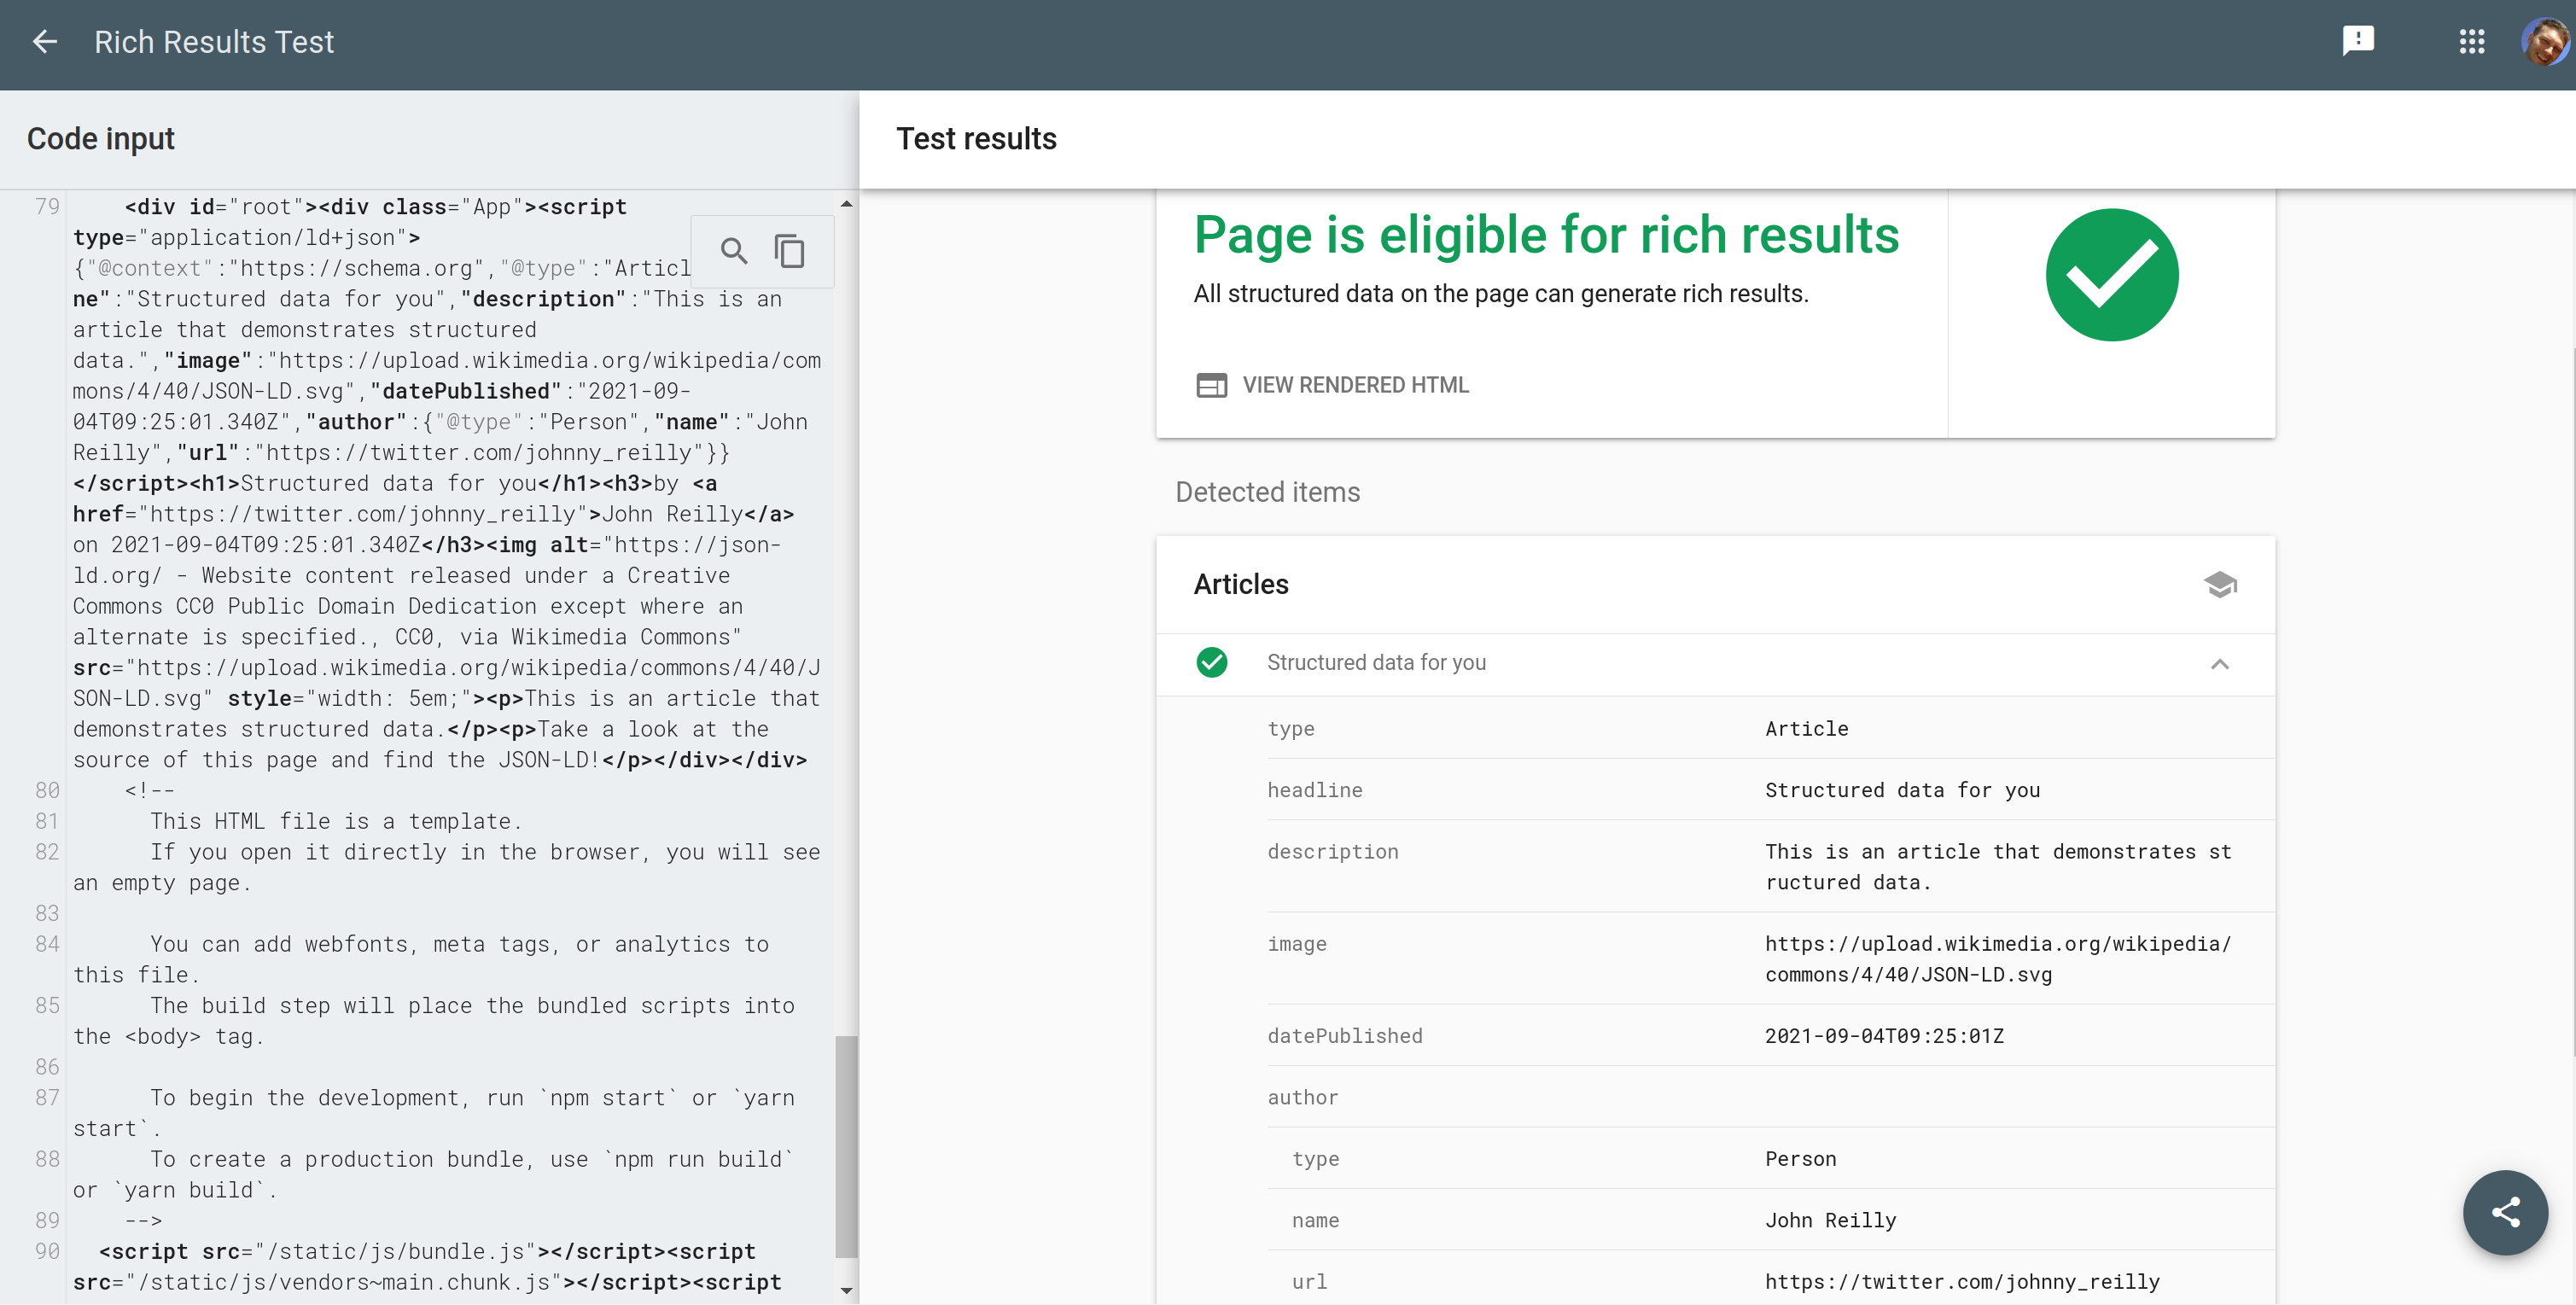 Rich Results Test
Code input
79 <div id="root"><div class="App"><script
type="application/ld+json">
{"@context":"https://schema.org","@type":"Articl
ne":"Structured data for you","description":"This is an
article that demonstrates structured
data.","image":"https://upload.wikimedia.org/wikipedia/com
mons/4/40/JSON-LD.svg","datePublished":"2021-09-
04T09:25:01.340Z","author":{"@type":"Person","name":"John
Reilly","url":"https://twitter.com/johnny_reilly"}}
</script><h1>Structured data for you</h1><h3>by <a
href="https://twitter.com/johnny_reilly">John Reilly</a>
on 2021-09-04T09:25:01.340Z</h3><img alt="https://json-
ld.org/ - Website content released under a Creative
Commons CC0 Public Domain Dedication except where an
alternate is specified., CC0, via Wikimedia Commons"
src="https://upload.wikimedia.org/wikipedia/commons/4/40/J
SON-LD.svg" style="width: 5em;"><p>This is an article that
demonstrates structured data.</p><p>Take a look at the
source of this page and find the JSON-LD!</p></div></div>
80 <!--
81 This HTML file is a template.
82 If you open it directly in the browser, you will see
an empty page.
83
84 You can add webfonts, meta tags, or analytics to
this file.
85 The build step will place the bundled scripts into
the <body> tag.
86
87 To begin the development, run `npm start` or `yarn
start`.
88 To create a production bundle, use `npm run build`
or `yarn build`.
89 -->
90 <script src="/static/js/bundle.js"></script><script
src="/static/js/vendors~main.chunk.js"></script><script
Test results
Page is eligible for rich results
All structured data on the page can generate rich results.
VIEW RENDERED HTML
Detected items
Articles
Structured data for you
type Article
headline Structured data for you
description This is an article that demonstrates st
ructured data.
image https://upload.wikimedia.org/wikipedia/
commons/4/40/JSON-LD.svg
datePublished 2021-09-04T09:25:01Z
author
type Person
name John Reilly
url https://twitter.com/johnny_reilly